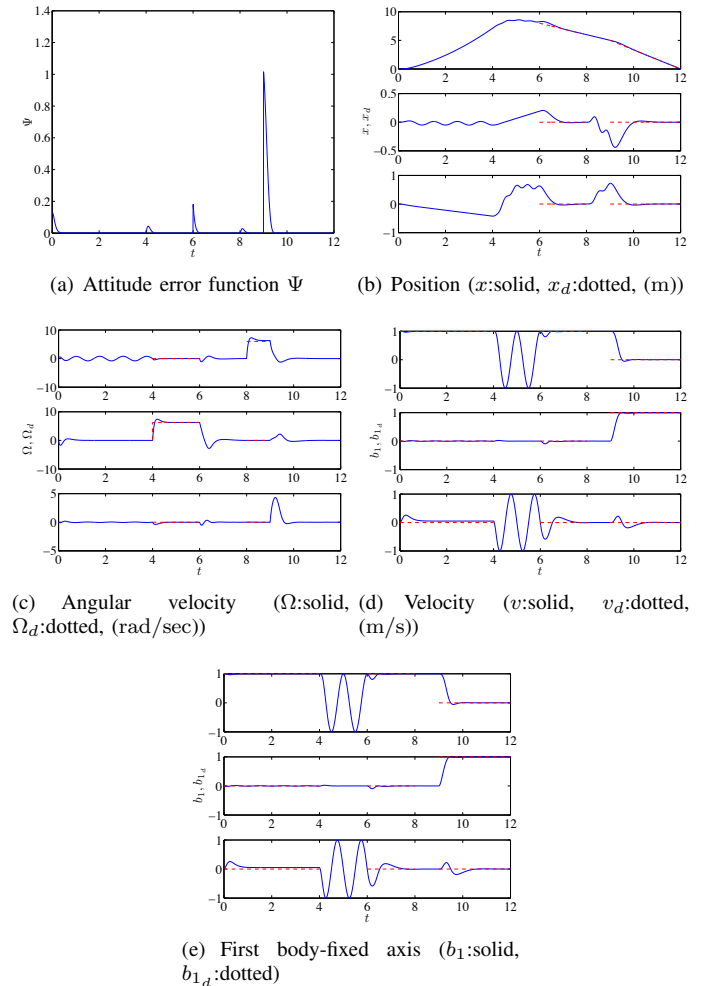 1.4
1.2
1
0.8
0.6
0.4
0.2
0
0 2 4 6 8 10 12
Ψ
t
(a) Attitude error function Ψ
10
5
0
0 2 4 6 8 10 12
0.5
0
−0.5
0 2 4 6 8 10 12
x, x_d
1
0
−1
0 2 4 6 8 10 12
t
(b) Position (x:solid, x_d:dotted, (m))
10
0
−10
0 2 4 6 8 10 12
10
0
−10
0 2 4 6 8 10 12
Ω, Ω_d
5
0
−5
0 2 4 6 8 10 12
t
(c) Angular velocity (Ω:solid,
Ω_d:dotted, (rad/sec))
1
0
−1
0 2 4 6 8 10 12
1
0
−1
0 2 4 6 8 10 12
b_1, b_{1_d}
1
0
−1
0 2 4 6 8 10 12
t
(d) Velocity (v:solid, v_d:dotted,
(m/s))
1
0
−1
0 2 4 6 8 10 12
1
0
−1
0 2 4 6 8 10 12
b_1, b_{1_d}
1
0
−1
0 2 4 6 8 10 12
t
(e) First body-fixed axis (b_1:solid,
b_{1_d}:dotted)